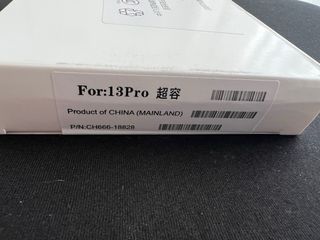 For:13Pro 超容
Product of CHINA (MAINLAND)
P/N:CH666-18828